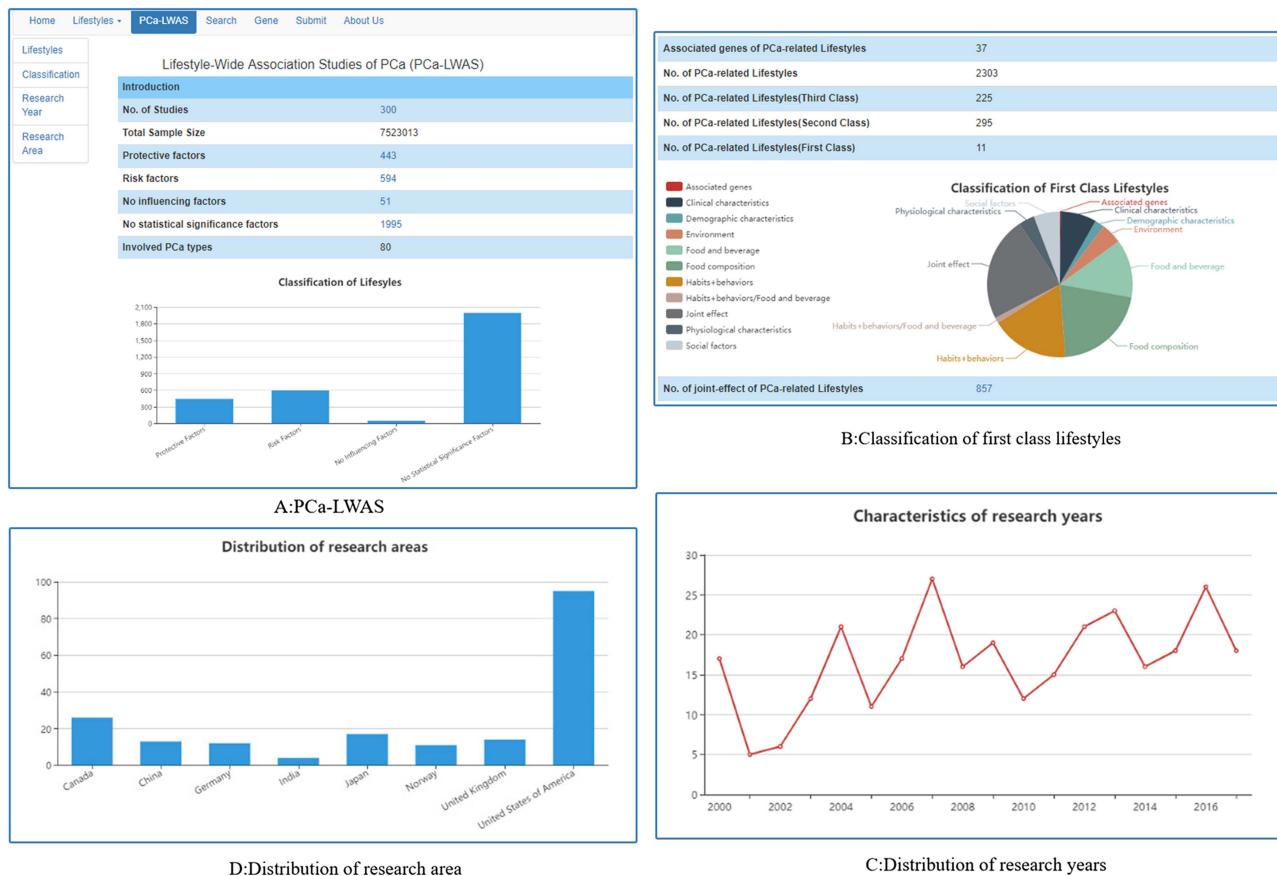 Home Lifestyles PCa-LWAS Search Gene Submit About Us
Lifestyles
Classification
Research
Year
Research
Area
Lifestyle-Wide Association Studies of PCa (PCa-LWAS)
Introduction
No. of Studies 300
Total Sample Size 7523013
Protective factors 443
Risk factors 594
No influencing factors 51
No statistical significance factors 1995
Involved PCa types 80
Classification of Lifesyles
2,100
1,800
1,500
1,200
900
600
300
0
Protective Factors
Risk Factors
No Influencing Factors
No Statistical Significance Factors
A:PCa-LWAS
Associated genes of PCa-related Lifestyles 37
No. of PCa-related Lifestyles 2303
No. of PCa-related Lifestyles(Third Class) 225
No. of PCa-related Lifestyles(Second Class) 295
No. of PCa-related Lifestyles(First Class) 11
Associated genes
Clinical characteristics
Demographic characteristics
Environment
Food and beverage
Food composition
Habits+behaviors
Habits+behaviors/Food and beverage
Joint effect
Physiological characteristics
Social factors
Classification of First Class Lifestyles
Social factors
Associated genes
Physiological characteristics
Clinical characteristics
Demographic characteristics
Environment
Joint effect
Food and beverage
Habits+behaviors/Food and beverage
Food composition
Habits+behaviors
No. of joint-effect of PCa-related Lifestyles 857
B:Classification of first class lifestyles
Distribution of research areas
100
80
60
40
20
0
Canada
China
Germany
India
Japan
Norway
United Kingdom
United States of America
D:Distribution of research area
Characteristics of research years
30
25
20
15
10
5
0
2000 2002 2004 2006 2008 2010 2012 2014 2016
C:Distribution of research years